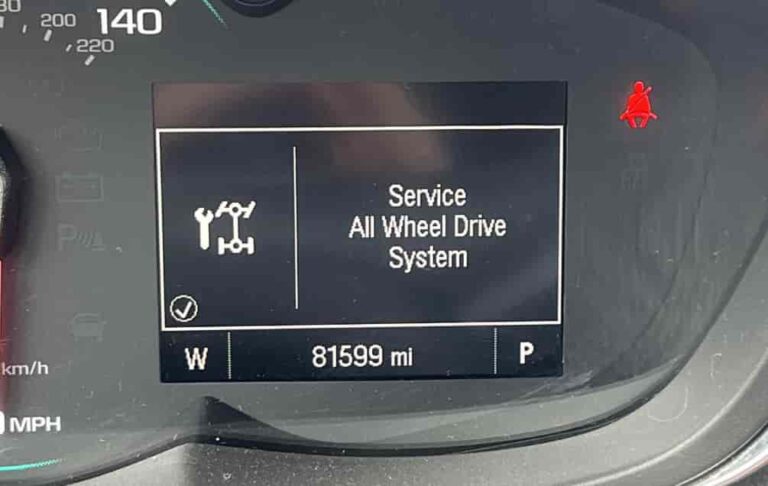 200 140
220
Service
All Wheel Drive
System
W 81599 mi P
km/h
MPH